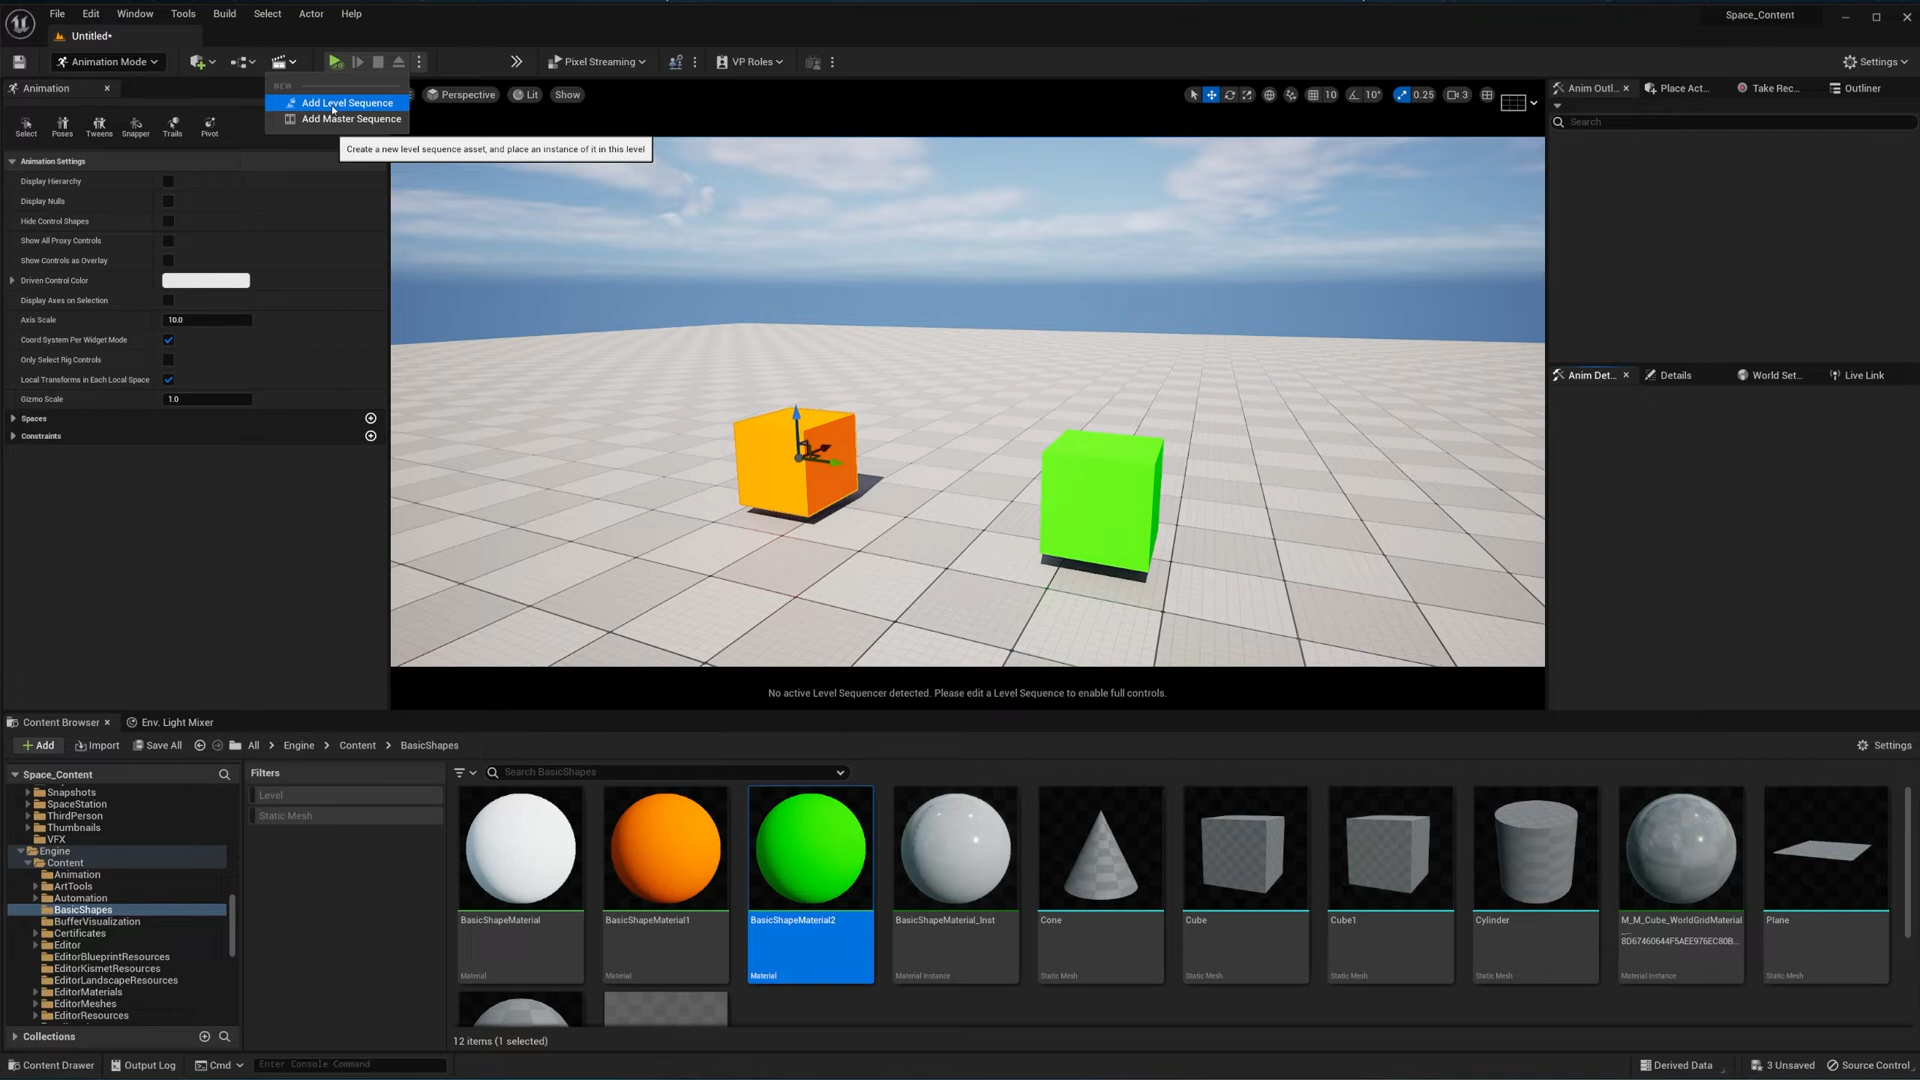 File Edit Window Tools Build Select Actor Help
Space_Content
Untitled*
Animation Mode
Pixel Streaming
VP Roles
Settings
Animation
NEW
Add Level Sequence
Add Master Sequence
Create a new level sequence asset, and place an instance of it in this level
Perspective
Lit
Show
10
10°
0.25
3
Anim Outl...
Place Act...
Take Rec...
Outliner
Search
Select
Poses
Tweens
Snapper
Trails
Pivot
Animation Settings
Display Hierarchy
Display Nulls
Hide Control Shapes
Show All Proxy Controls
Show Controls as Overlay
Driven Control Color
Display Axes on Selection
Axis Scale 10.0
Coord System Per Widget Mode
Only Select Rig Controls
Local Transforms in Each Local Space
Gizmo Scale 1.0
Spaces
Constraints
Anim Det...
Details
World Set...
Live Link
No active Level Sequencer detected. Please edit a Level Sequence to enable full controls.
Content Browser
Env. Light Mixer
Add
Import
Save All
All > Engine > Content > BasicShapes
Settings
Space_Content
Snapshots
SpaceStation
ThirdPerson
Thumbnails
VFX
Engine
Content
Animation
ArtTools
Automation
BasicShapes
BufferVisualization
Certificates
Editor
EditorBlueprintResources
EditorKismetResources
EditorLandscapeResources
EditorMaterials
EditorMeshes
EditorResources
Collections
Filters
Level
Static Mesh
Search BasicShapes
BasicShapeMaterial
Material
BasicShapeMaterial1
Material
BasicShapeMaterial2
Material
BasicShapeMaterial_Inst
Material Instance
Cone
Static Mesh
Cube
Static Mesh
Cube1
Static Mesh
Cylinder
Static Mesh
M_M_Cube_WorldGridMaterial
_...
8D67460644F5AEE976EC80B...
Material Instance
Plane
Static Mesh
12 items (1 selected)
Content Drawer
Output Log
Cmd
Enter Console Command
Derived Data
3 Unsaved
Source Control